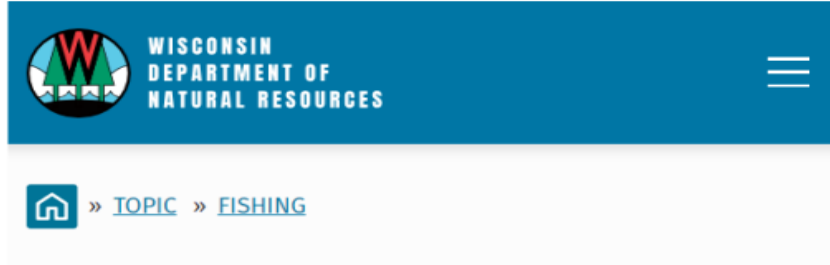 W
WISCONSIN
DEPARTMENT OF
NATURAL RESOURCES
» TOPIC » FISHING